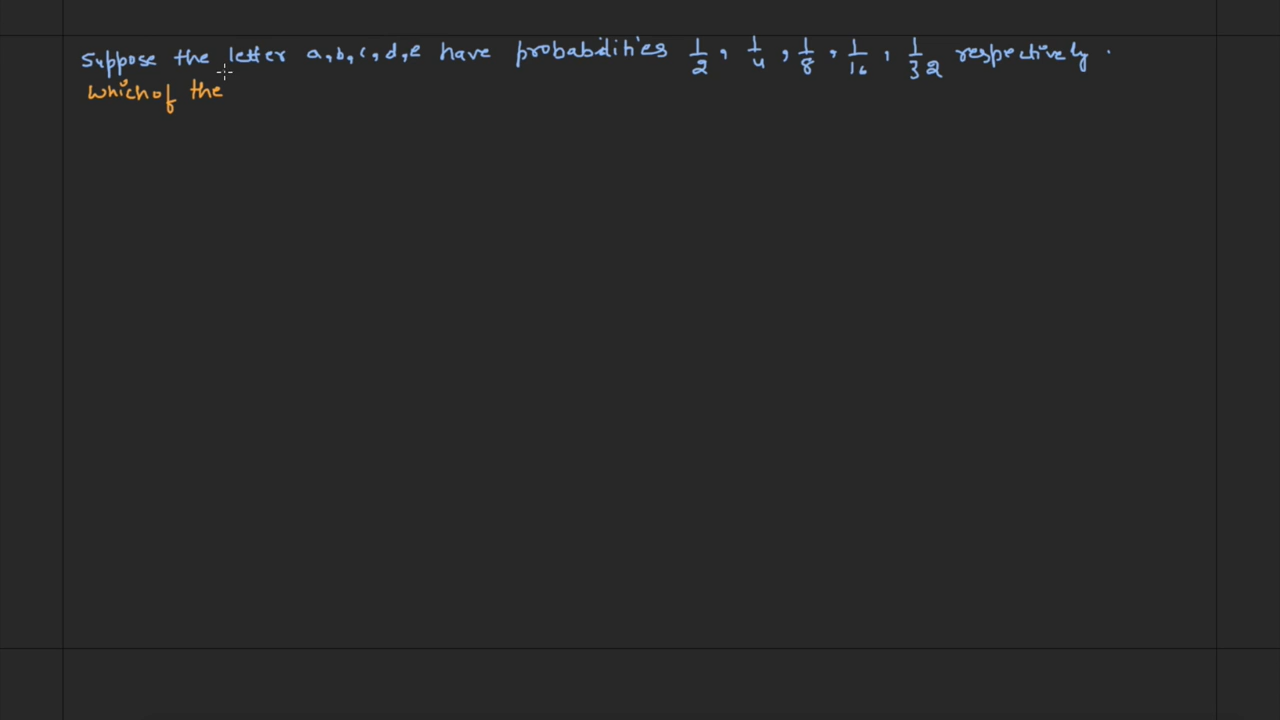 Suppose the letter a,b,c,d,e have probabilities 1/2, 1/4, 1/8, 1/16, 1/32 respectively.
which of the